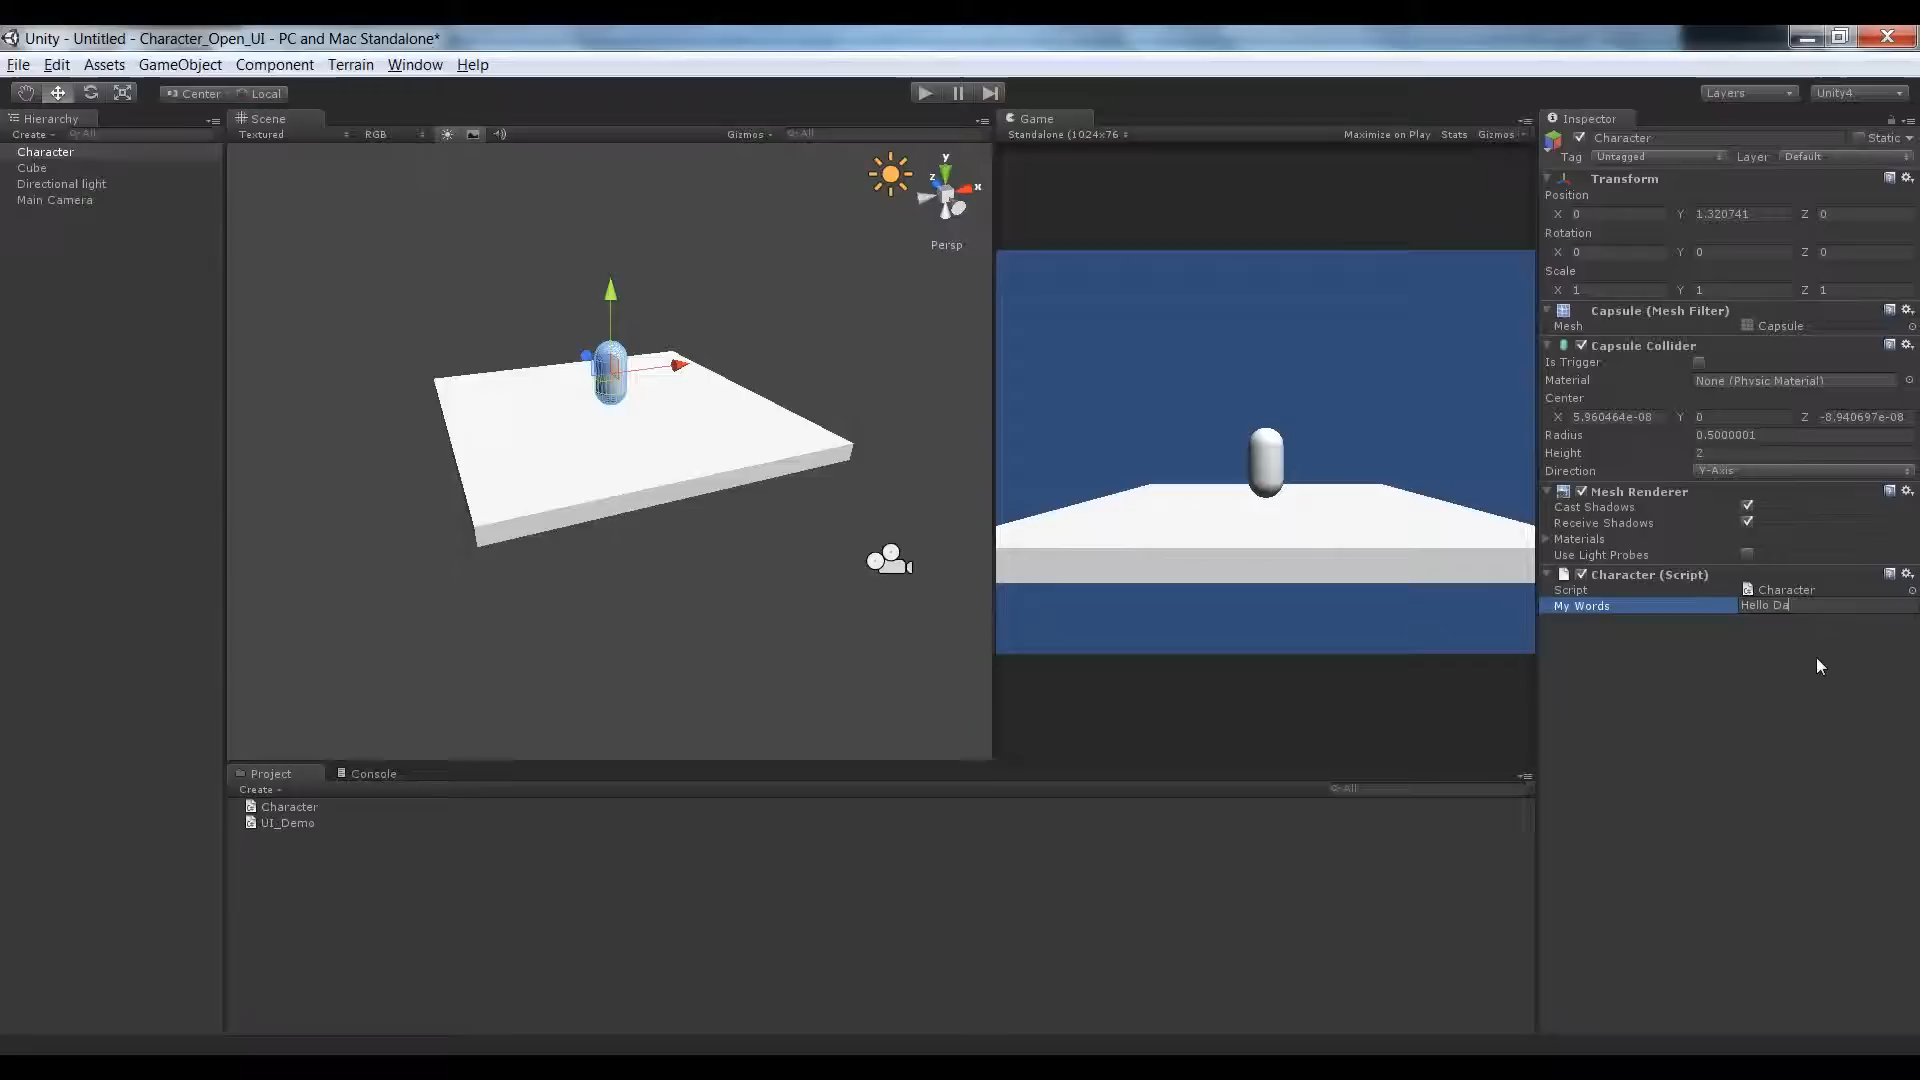 Unity - Untitled - Character_Open_UI - PC and Mac Standalone*
File Edit Assets GameObject Component Terrain Window Help
Center Local Layers Unity4
Hierarchy
Create All
Character
Cube
Directional light
Main Camera
Scene
Textured RGB Gizmos All
y
z x
Persp
Game
Standalone (1024x76 Maximize on Play Stats Gizmos
Inspector
Character Static
Tag Untagged Layer Default
Transform
Position
X 0 Y 1.320741 Z 0
Rotation
X 0 Y 0 Z 0
Scale
X 1 Y 1 Z 1
Capsule (Mesh Filter)
Mesh Capsule
Capsule Collider
Is Trigger
Material None (Physic Material)
Center
X 5.960464e-08 Y 0 Z -8.940697e-08
Radius 0.5000001
Height 2
Direction Y-Axis
Mesh Renderer
Cast Shadows
Receive Shadows
Materials
Use Light Probes
Character (Script)
Script Character
My Words Hello Da
Project Console
Create All
Character
UI_Demo